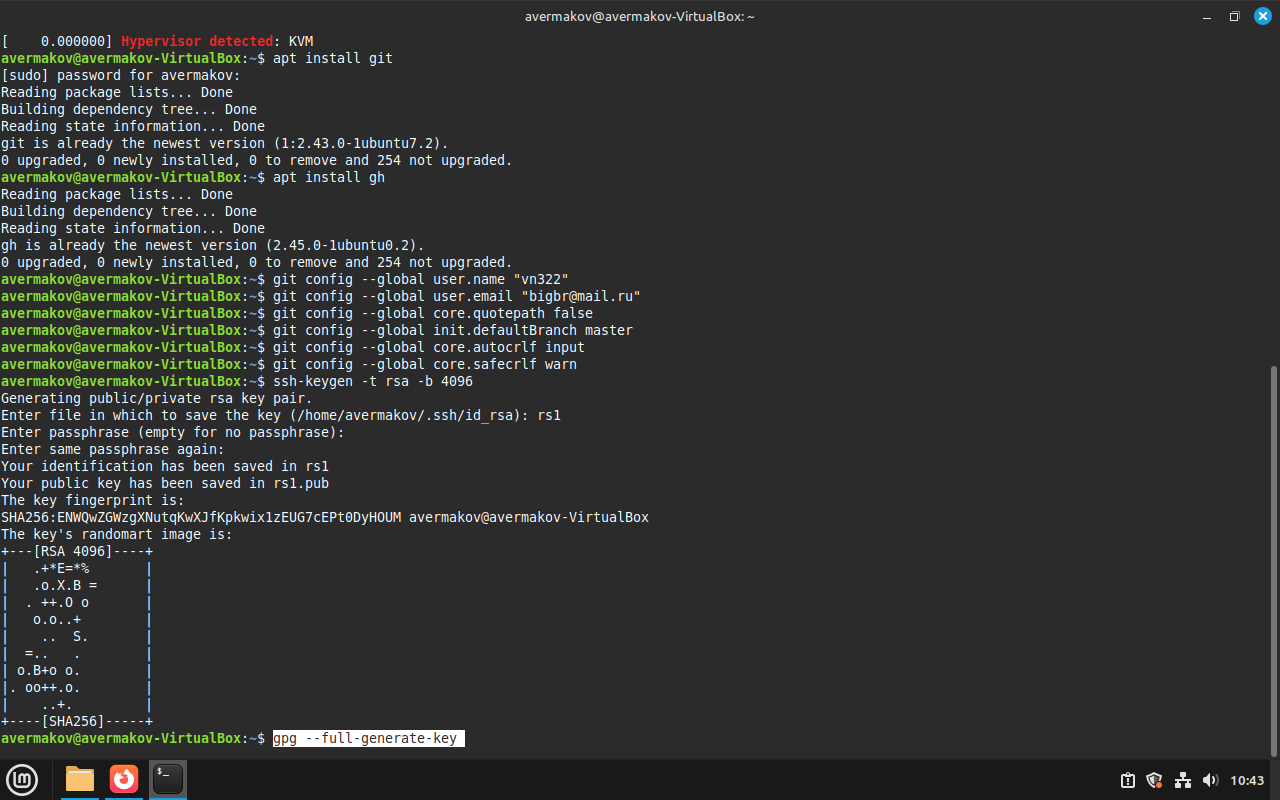 avermakov@avermakov-VirtualBox: ~
[    0.000000] Hypervisor detected: KVM
avermakov@avermakov-VirtualBox:~$ apt install git
[sudo] password for avermakov:
Reading package lists... Done
Building dependency tree... Done
Reading state information... Done
git is already the newest version (1:2.43.0-1ubuntu7.2).
0 upgraded, 0 newly installed, 0 to remove and 254 not upgraded.
avermakov@avermakov-VirtualBox:~$ apt install gh
Reading package lists... Done
Building dependency tree... Done
Reading state information... Done
gh is already the newest version (2.45.0-1ubuntu0.2).
0 upgraded, 0 newly installed, 0 to remove and 254 not upgraded.
avermakov@avermakov-VirtualBox:~$ git config --global user.name "vn322"
avermakov@avermakov-VirtualBox:~$ git config --global user.email "bigbr@mail.ru"
avermakov@avermakov-VirtualBox:~$ git config --global core.quotepath false
avermakov@avermakov-VirtualBox:~$ git config --global init.defaultBranch master
avermakov@avermakov-VirtualBox:~$ git config --global core.autocrlf input
avermakov@avermakov-VirtualBox:~$ git config --global core.safecrlf warn
avermakov@avermakov-VirtualBox:~$ ssh-keygen -t rsa -b 4096
Generating public/private rsa key pair.
Enter file in which to save the key (/home/avermakov/.ssh/id_rsa): rs1
Enter passphrase (empty for no passphrase):
Enter same passphrase again:
Your identification has been saved in rs1
Your public key has been saved in rs1.pub
The key fingerprint is:
SHA256:ENWQwZGWzgXNutqKwXJfKpkwix1zEUG7cEPt0DyHOUM avermakov@avermakov-VirtualBox
The key's randomart image is:
+---[RSA 4096]----+
|   .+*E=*%       |
|   .o.X.B =      |
|  . ++.O o       |
|   o.o..+        |
|    ..  S.       |
|  =..   .        |
| o.B+o o.        |
|. oo++.o.        |
|    ..+.         |
+----[SHA256]-----+
avermakov@avermakov-VirtualBox:~$ gpg --full-generate-key
10:43